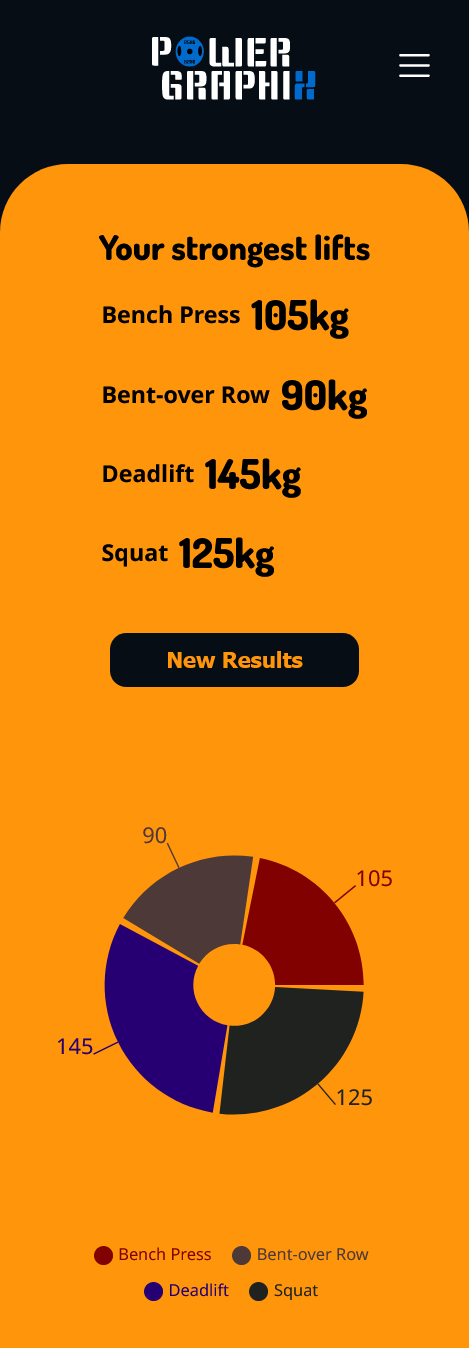 POWER
GRAPHIX
Your strongest lifts
Bench Press 105kg
Bent-over Row 90kg
Deadlift 145kg
Squat 125kg
New Results
90
105
145
125
Bench Press Bent-over Row
Deadlift Squat